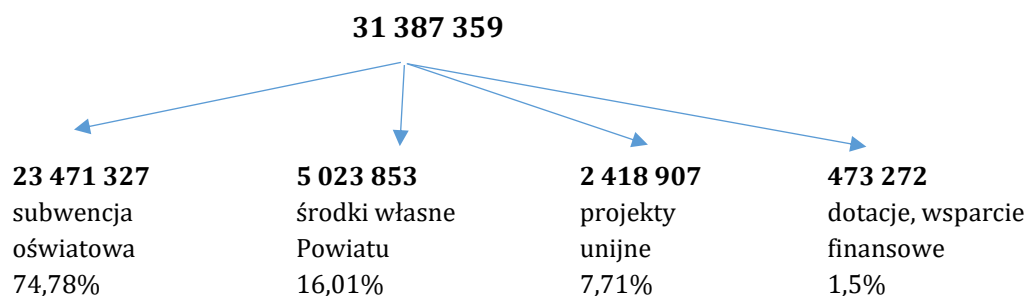 31 387 359
23 471 327
subwencja
oświatowa
74,78%
5 023 853
środki własne
Powiatu
16,01%
2 418 907
projekty
unijne
7,71%
473 272
dotacje, wsparcie
finansowe
1,5%